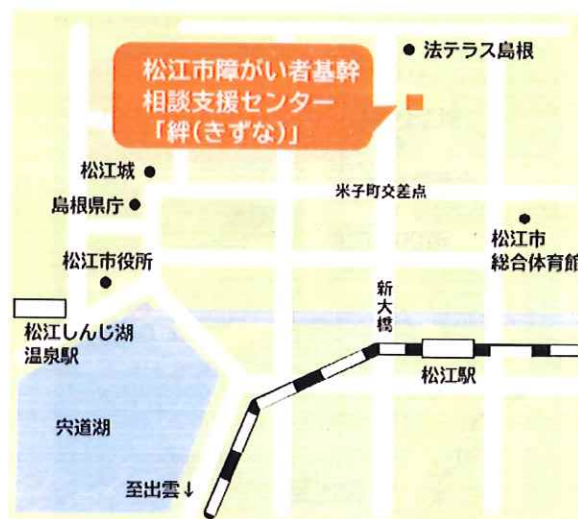 法テラス島根
松江市障がい者基幹
相談支援センター
「絆(きずな)」
松江城
米子町交差点
島根県庁
松江市
総合体育館
松江市役所
新大橋
松江しんじ湖
温泉駅
松江駅
宍道湖
至出雲↓